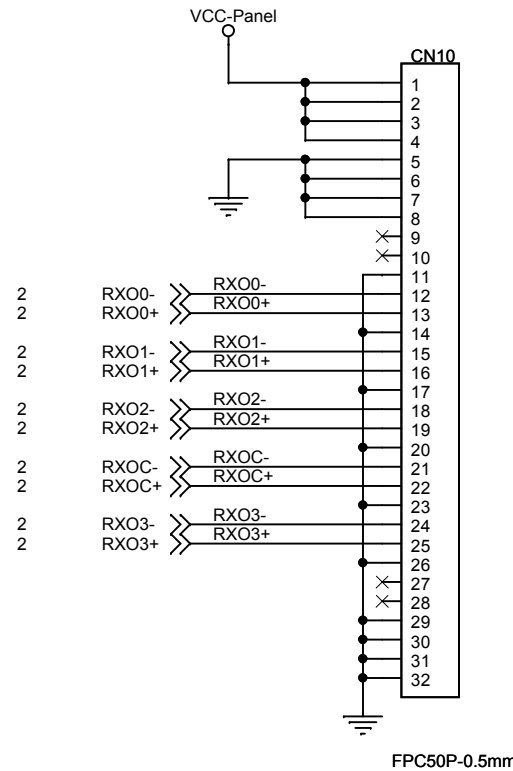 VCC-Panel
CN10
1
2
3
4
5
6
7
8
9
10
11
2 RXO0- RXO0- 12
2 RXO0+ RXO0+ 13
14
2 RXO1- RXO1- 15
2 RXO1+ RXO1+ 16
17
2 RXO2- RXO2- 18
2 RXO2+ RXO2+ 19
20
2 RXOC- RXOC- 21
2 RXOC+ RXOC+ 22
23
2 RXO3- RXO3- 24
2 RXO3+ RXO3+ 25
26
27
28
29
30
31
32
FPC50P-0.5mm